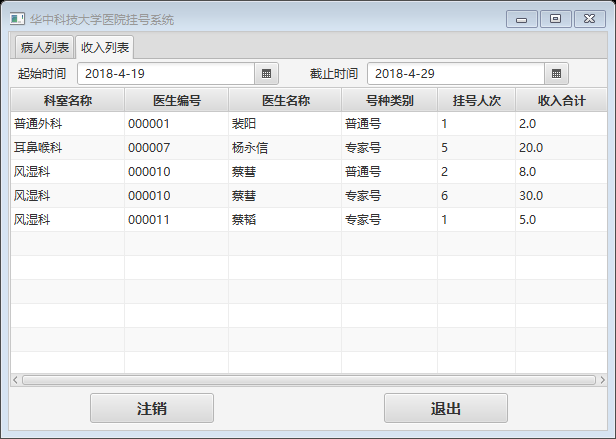 华中科技大学医院挂号系统
病人列表 收入列表
起始时间 2018-4-19 截止时间 2018-4-29
科室名称 医生编号 医生名称 号种类别 挂号人次 收入合计
普通外科 000001 裴阳 普通号 1 2.0
耳鼻喉科 000007 杨永信 专家号 5 20.0
风湿科 000010 蔡彗 普通号 2 8.0
风湿科 000010 蔡彗 专家号 6 30.0
风湿科 000011 蔡韬 专家号 1 5.0
注销 退出